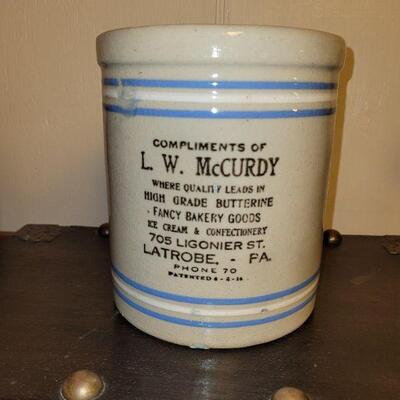 COMPLIMENTS OF
L. W. McCURDY
WHERE QUALITY LEADS IN
HIGH GRADE BUTTERINE
FANCY BAKERY GOODS
ICE CREAM & CONFECTIONERY
705 LIGONIER ST.
LATROBE, - PA.
PHONE 70
PATENTED